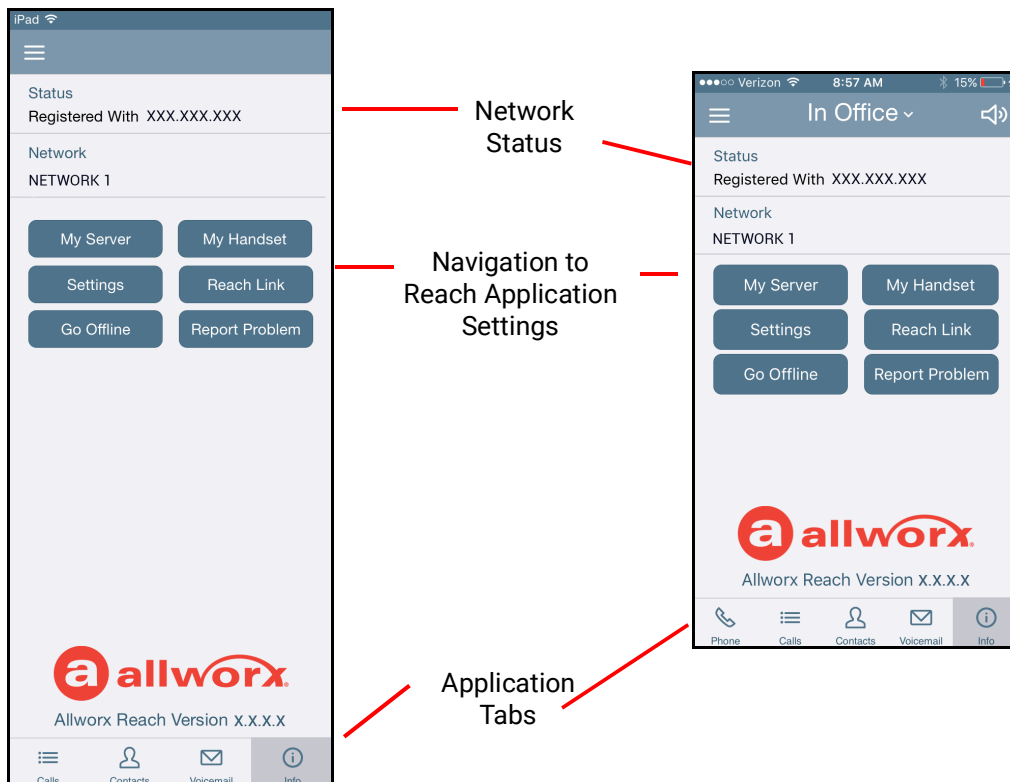 iPad
Status
Registered With XXX.XXX.XXX
Network
NETWORK 1
My Server My Handset
Settings Reach Link
Go Offline Report Problem
a allworx.
Allworx Reach Version X.X.X.X
Calls Contacts Voicemail Info
Network
Status
Navigation to
Reach Application
Settings
Application
Tabs
Verizon 8:57 AM 15%
In Office
Status
Registered With XXX.XXX.XXX
Network
NETWORK 1
My Server My Handset
Settings Reach Link
Go Offline Report Problem
a allworx.
Allworx Reach Version X.X.X.X
Phone Calls Contacts Voicemail Info